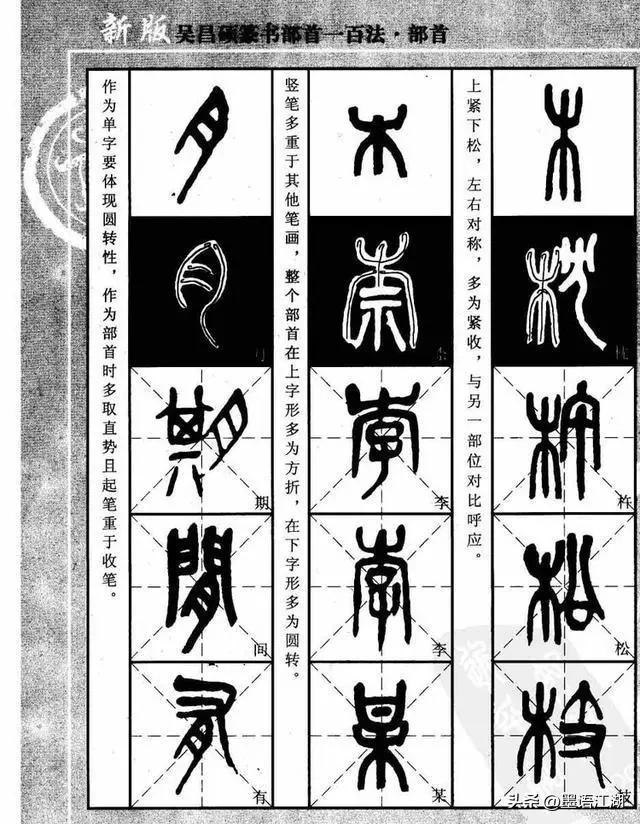 新版 吴昌硕篆书部首一百法·部首
上紧下松，左右对称，多为紧收，与另一部位对比呼应。
木
杵
松
枝
竖笔多重于其他笔画，整个部首在上字形多为方折，在下字形多为圆转。
木
李
李
某
作为单字要体现圆转性，作为部首时多取直势且起笔重于收笔。
月
月
期
间
有
头条@墨语江湖